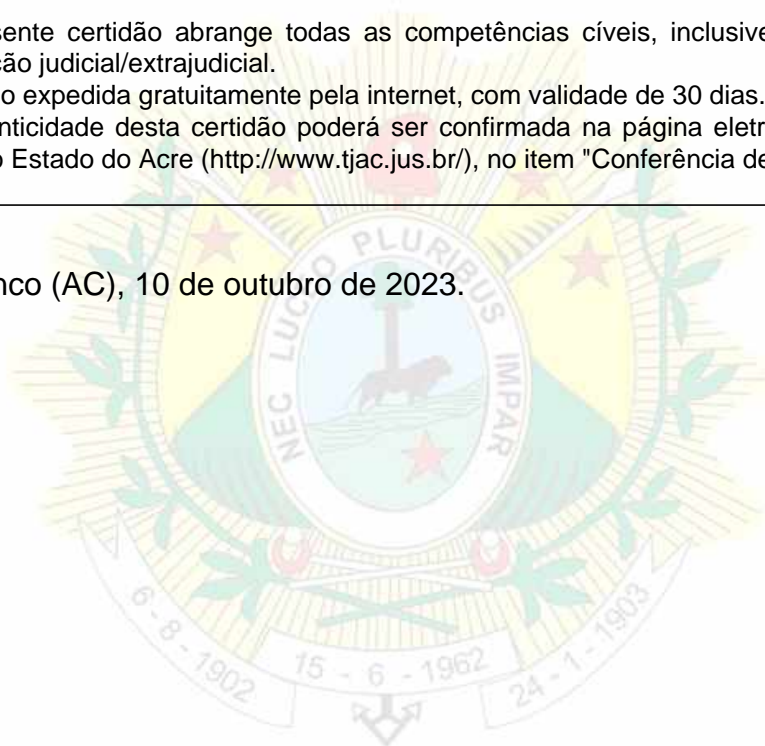 sente certidão abrange todas as competências cíveis, inclusive
ão judicial/extrajudicial.
o expedida gratuitamente pela internet, com validade de 30 dias.
nticidade desta certidão poderá ser confirmada na página eletr
o Estado do Acre (http://www.tjac.jus.br/), no item "Conferência de
nco (AC), 10 de outubro de 2023.
NEC LUCEO PLURIBUS IMPAR
6 - 8 - 1902
15 - 6 - 1962
24 - 1 - 1903